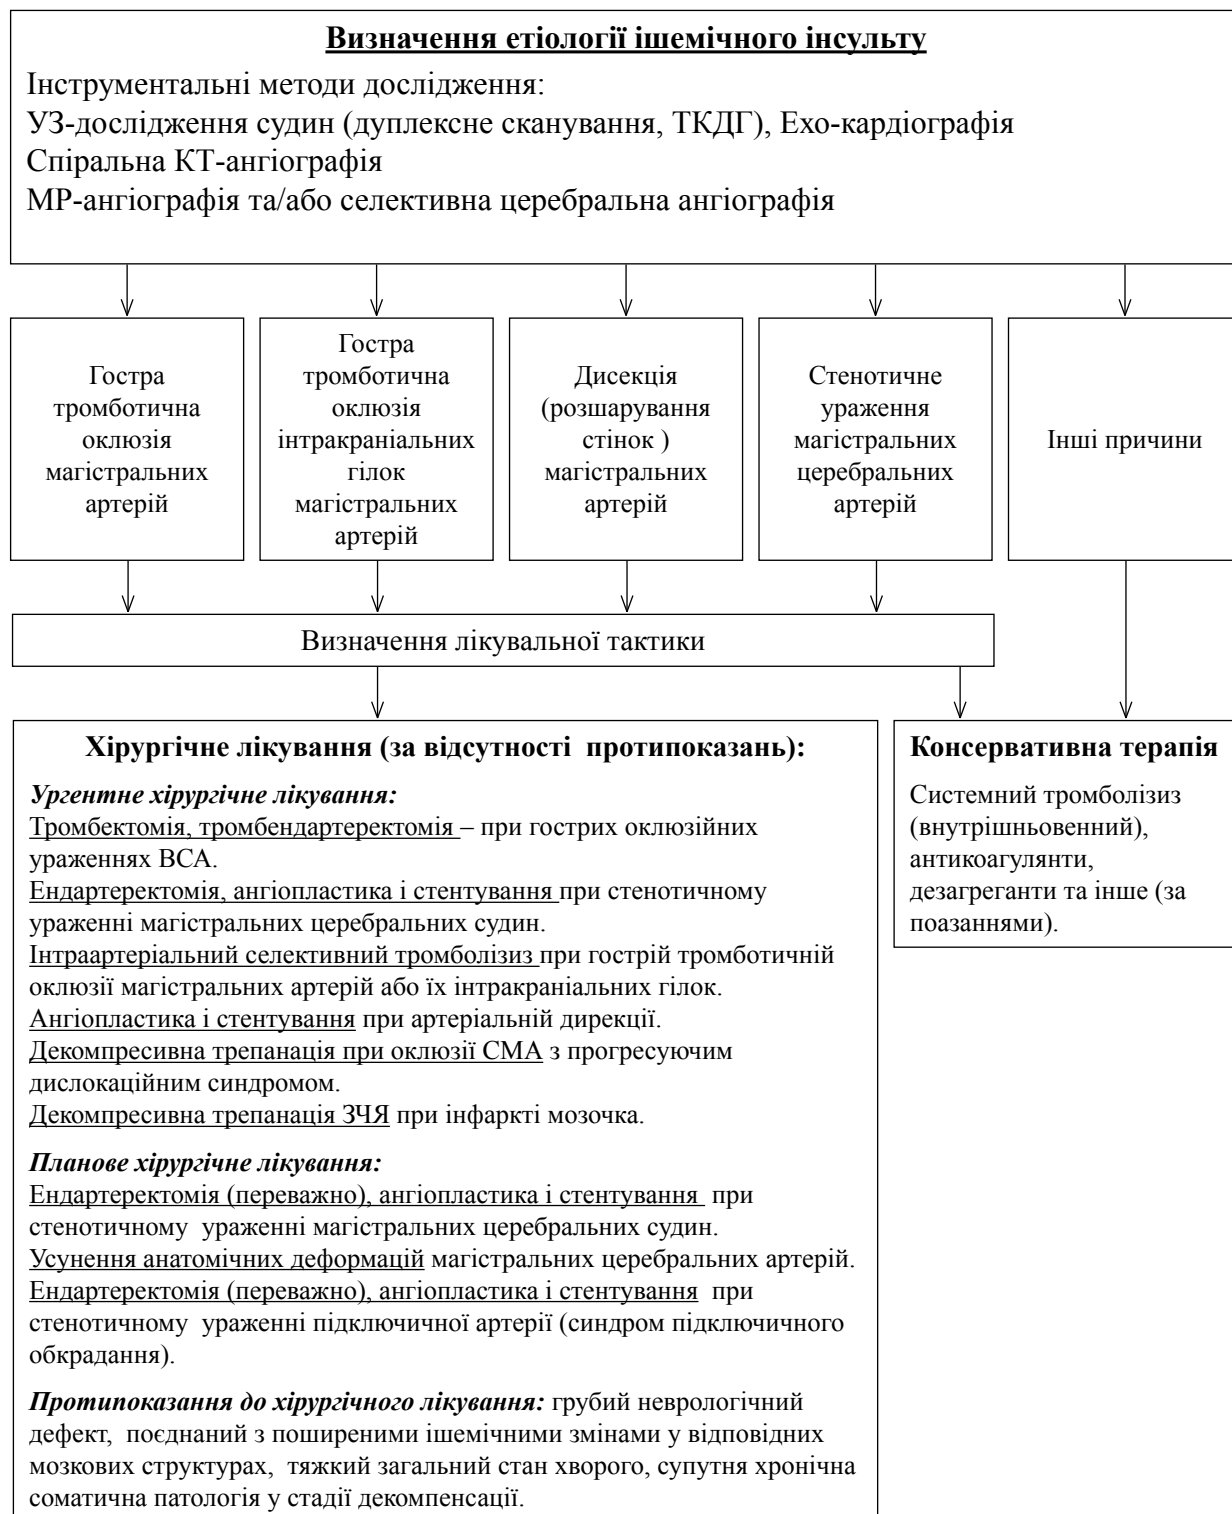 Визначення етіології ішемічного інсульту
Інструментальні методи дослідження:
УЗ-дослідження судин (дуплексне сканування, ТКДГ), Ехо-кардіографія
Спіральна КТ-ангіографія
МР-ангіографія та/або селективна церебральна ангіографія
Гостра
тромботична
оклюзія
магістральних
артерій
Гостра
тромботична
оклюзія
інтракраніальних
гілок
магістральних
артерій
Дисекція
(розшарування
стінок )
магістральних
артерій
Стенотичне
ураження
магістральних
церебральних
артерій
Інші причини
Визначення лікувальної тактики
Хірургічне лікування (за відсутності протипоказань):
Ургентне хірургічне лікування:
Тромбектомія, тромбендартеректомія – при гострих оклюзійних
ураженнях ВСА.
Ендартеректомія, ангіопластика і стентування при стенотичному
ураженні магістральних церебральних судин.
Інтраартеріальний селективний тромболізиз при гострій тромботичній
оклюзії магістральних артерій або їх інтракраніальних гілок.
Ангіопластика і стентування при артеріальній дирекції.
Декомпресивна трепанація при оклюзії СМА з прогресуючим
дислокаційним синдромом.
Декомпресивна трепанація ЗЧЯ при інфаркті мозочка.
Планове хірургічне лікування:
Ендартеректомія (переважно), ангіопластика і стентування при
стенотичному ураженні магістральних церебральних судин.
Усунення анатомічних деформацій магістральних церебральних артерій.
Ендартеректомія (переважно), ангіопластика і стентування при
стенотичному ураженні підключичної артерії (синдром підключичного
обкрадання).
Протипоказання до хірургічного лікування: грубий неврологічний
дефект, поєднаний з поширеними ішемічними змінами у відповідних
мозкових структурах, тяжкий загальний стан хворого, супутня хронічна
соматична патологія у стадії декомпенсації.
Консервативна терапія
Системний тромболізиз
(внутрішньовенний),
антикоагулянти,
дезагреганти та інше (за
поазаннями).